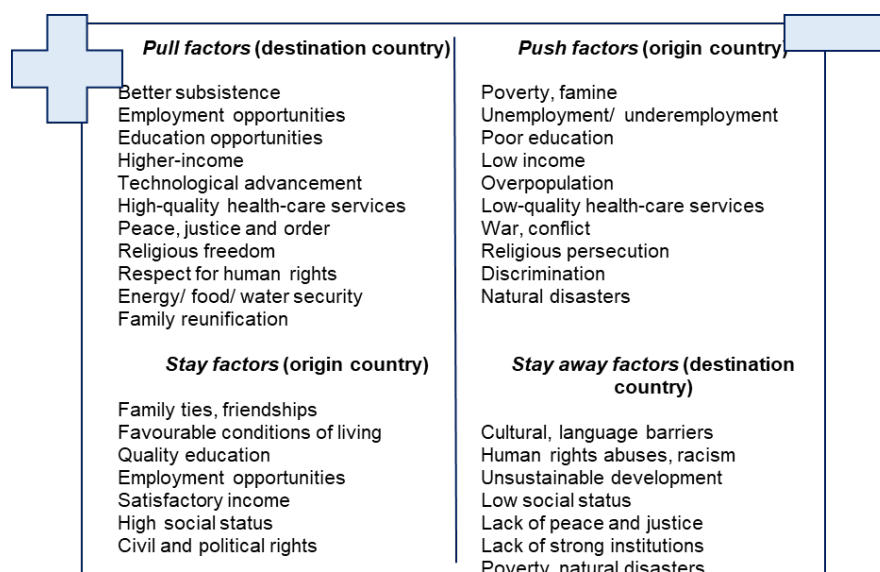 Pull factors (destination country)
Better subsistence
Employment opportunities
Education opportunities
Higher-income
Technological advancement
High-quality health-care services
Peace, justice and order
Religious freedom
Respect for human rights
Energy/ food/ water security
Family reunification
Push factors (origin country)
Poverty, famine
Unemployment/ underemployment
Poor education
Low income
Overpopulation
Low-quality health-care services
War, conflict
Religious persecution
Discrimination
Natural disasters
Stay factors (origin country)
Family ties, friendships
Favourable conditions of living
Quality education
Employment opportunities
Satisfactory income
High social status
Civil and political rights
Stay away factors (destination
country)
Cultural, language barriers
Human rights abuses, racism
Unsustainable development
Low social status
Lack of peace and justice
Lack of strong institutions
Poverty, natural disasters